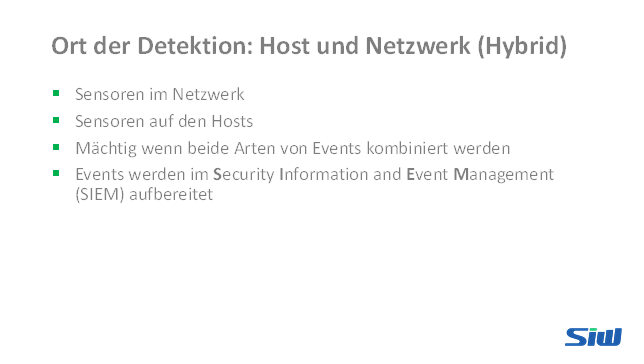 Ort der Detektion: Host und Netzwerk (Hybrid)
Sensoren im Netzwerk
Sensoren auf den Hosts
Mächtig wenn beide Arten von Events kombiniert werden
Events werden im Security Information and Event Management
(SIEM) aufbereitet
SiW